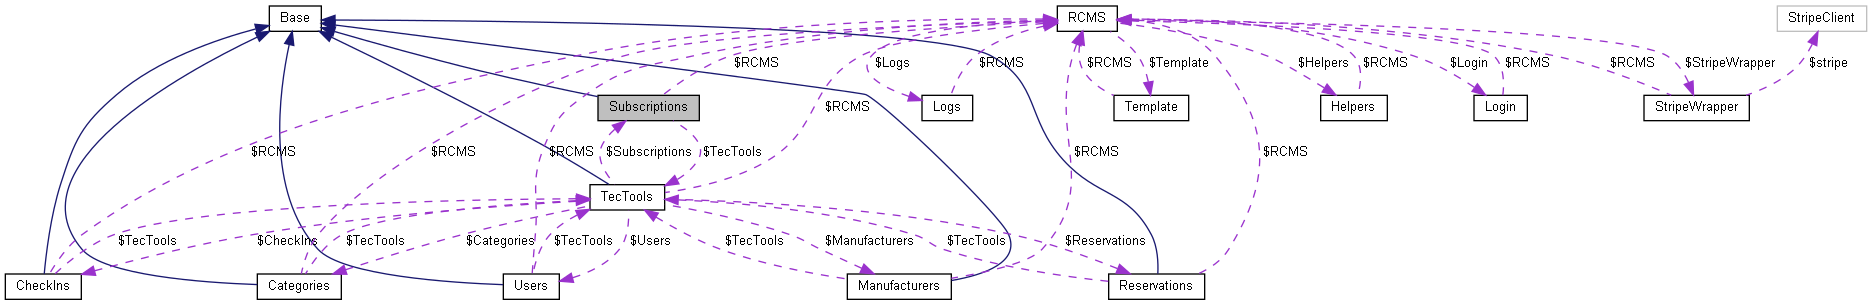 Base
RCMS
StripeClient
$RCMS
$Logs
$RCMS
$RCMS
$Template
$Helpers
$RCMS
$Login
$RCMS
$RCMS
$StripeWrapper
$stripe
Subscriptions
Logs
Template
Helpers
Login
StripeWrapper
$RCMS
$RCMS
$RCMS
$RCMS
$Subscriptions
$TecTools
$RCMS
$RCMS
TecTools
$TecTools
$CheckIns
$TecTools
$Categories
$TecTools
$Users
$TecTools
$Manufacturers
$TecTools
$Reservations
CheckIns
Categories
Users
Manufacturers
Reservations